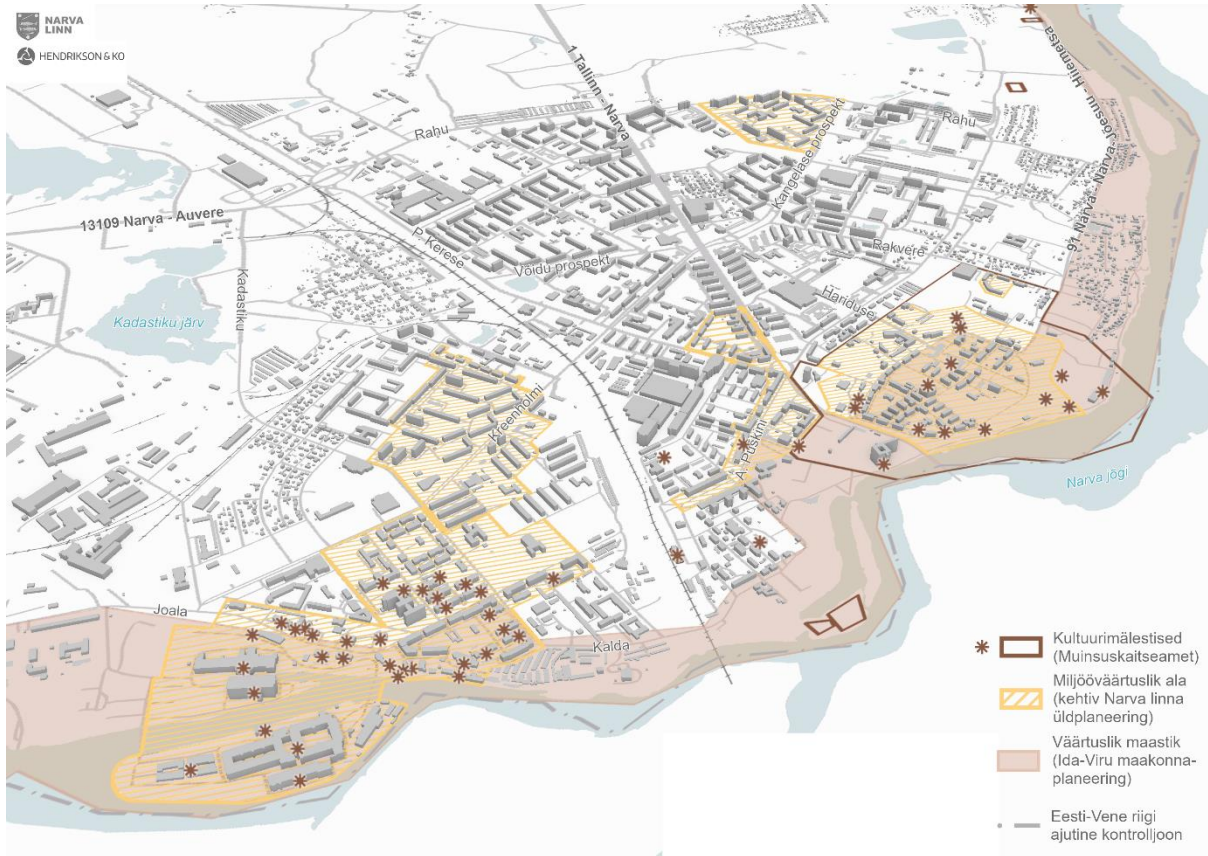 NARVA
LINN
HENDRIKSON & KO
1 Tallinn - Narva
91 Narva - Narva-Jõesuu - Hiiemetsa
Rahu
Rahu
Kangelase prospekt
13109 Narva - Auvere
P. Kerese
Võidu prospekt
Rakvere
Hariduse
Kadastiku
Kadastiku järv
Kreenholmi
A. Puškini
Narva jõgi
Joala
Kalda
Kultuurimälestised
(Muinsuskaitseamet)
Miljööväärtuslik ala
(kehtiv Narva linna
üldplaneering)
Väärtuslik maastik
(Ida-Viru maakonna-
planeering)
Eesti-Vene riigi
ajutine kontrolljoon